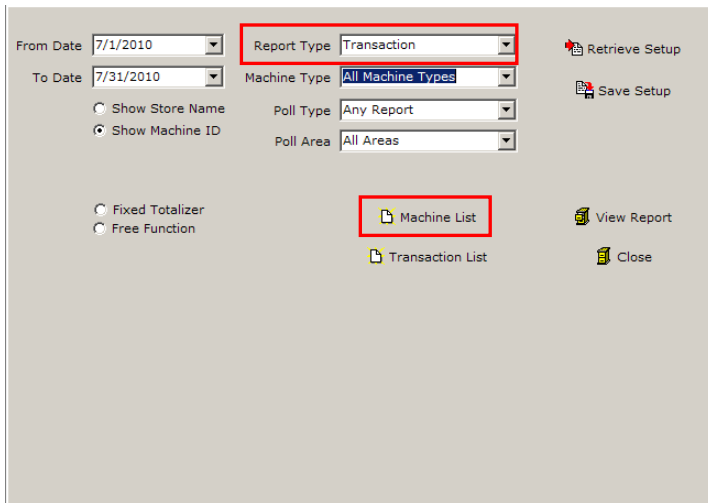 From Date 7/1/2010 Report Type Transaction Retrieve Setup
To Date 7/31/2010 Machine Type All Machine Types Save Setup
Show Store Name Poll Type Any Report
Show Machine ID Poll Area All Areas
Fixed Totalizer Machine List View Report
Free Function
Transaction List Close